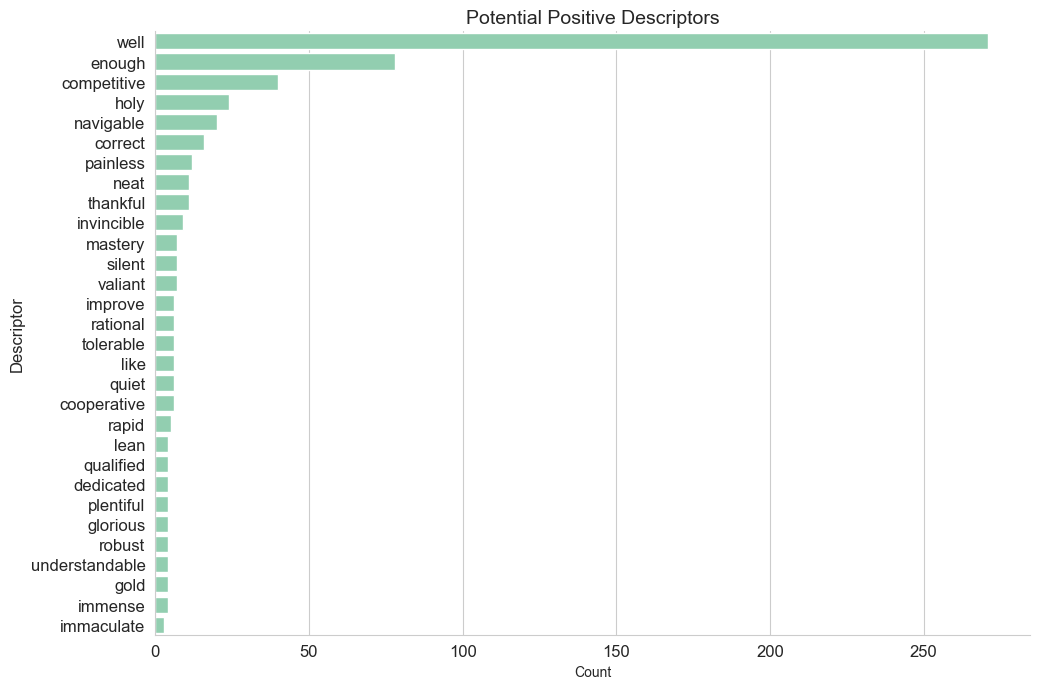 Potential Positive Descriptors
well
enough
competitive
holy
navigable
correct
painless
neat
thankful
invincible
mastery
silent
valiant
improve
rational
tolerable
like
quiet
cooperative
rapid
lean
qualified
dedicated
plentiful
glorious
robust
understandable
gold
immense
immaculate
Descriptor
0 50 100 150 200 250
Count